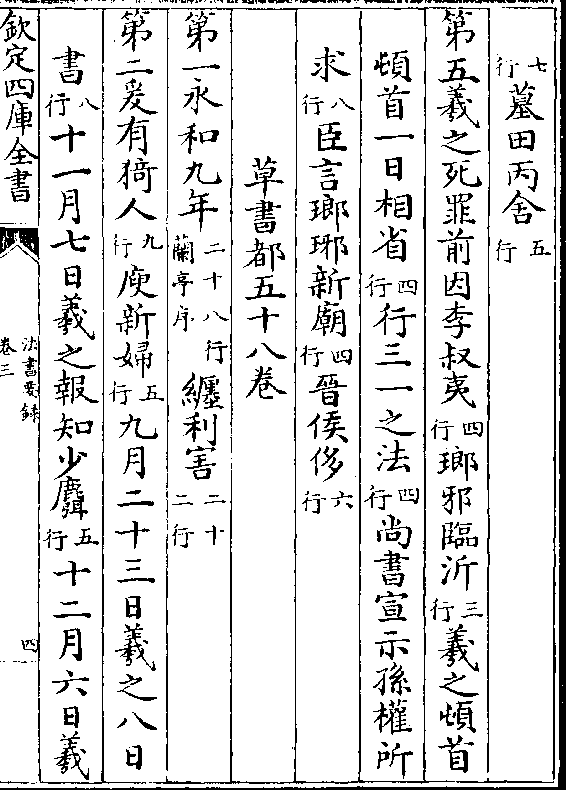 七行墓田丙舍五行
第五羲之死罪前因李叔夷四行瑯邪臨沂三行羲之頓首
頓首一日相省四行行三一之法四行尚書宣示孫權所
求八行臣言瑯琊新廟四行晉侯侈六行
草書都五十八卷
第一永和九年二十八行蘭亭序纒利害二十二行
第二爰有猗人九行庾新婦五行九月二十三日羲之八日
書八行十一月七日羲之報知少五行十二月六日羲
欽定四庫全書
法書要錄
卷三
四